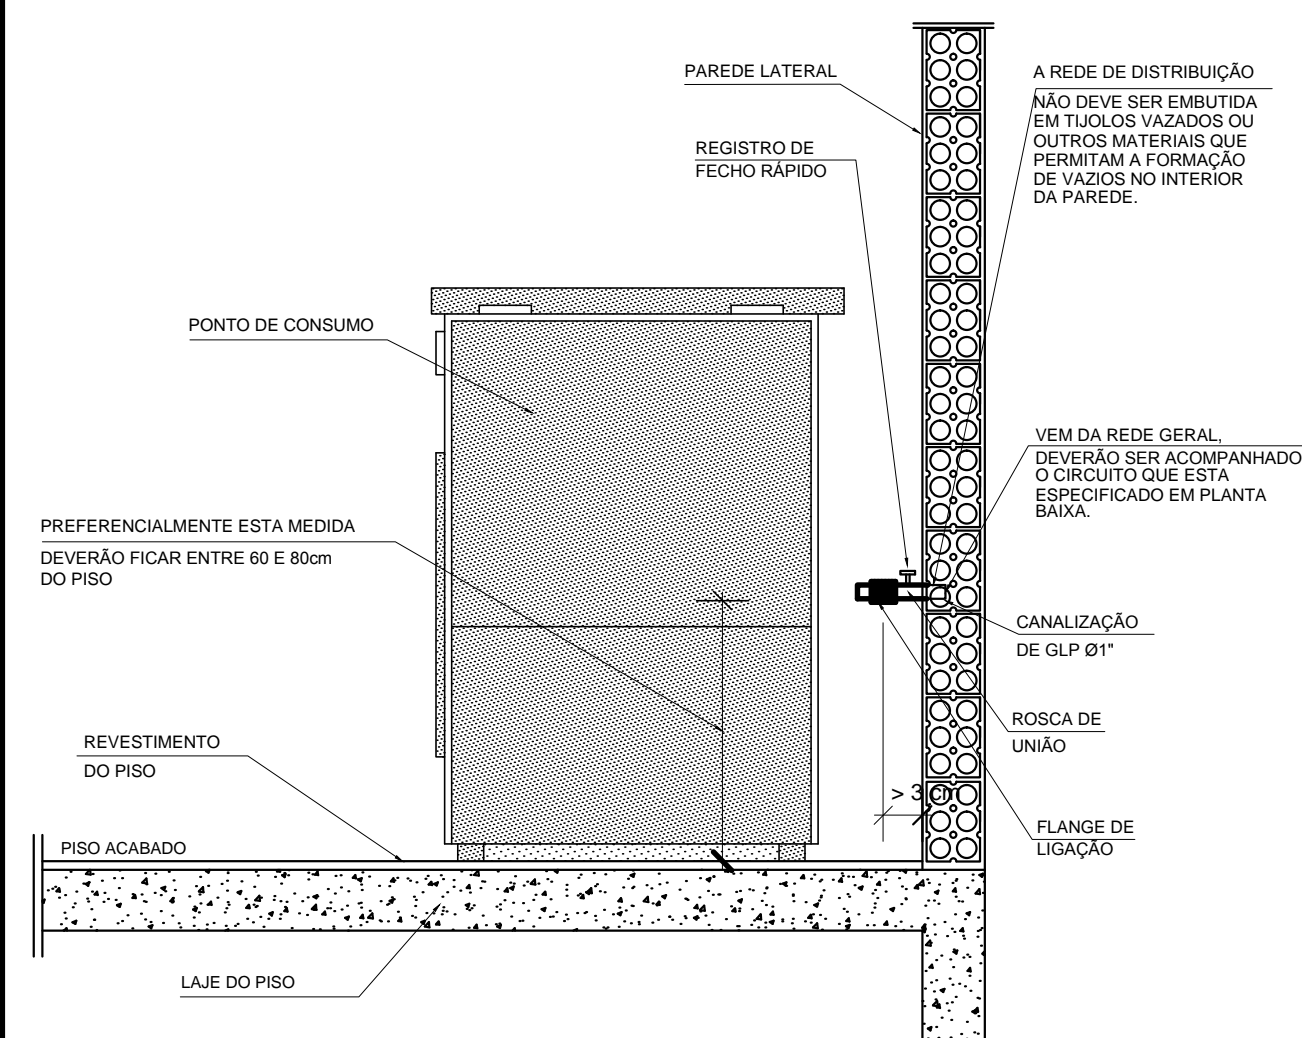 PAREDE LATERAL
A REDE DE DISTRIBUIÇÃO
NÃO DEVE SER EMBUTIDA
EM TIJOLOS VAZADOS OU
OUTROS MATERIAIS QUE
PERMITAM A FORMAÇÃO
DE VAZIOS NO INTERIOR
DA PAREDE.
REGISTRO DE
FECHO RÁPIDO
PONTO DE CONSUMO
VEM DA REDE GERAL,
DEVERÃO SER ACOMPANHADO
O CIRCUITO QUE ESTA
ESPECIFICADO EM PLANTA
BAIXA.
PREFERENCIALMENTE ESTA MEDIDA
DEVERÃO FICAR ENTRE 60 E 80cm
DO PISO
CANALIZAÇÃO
DE GLP Ø1"
ROSCA DE
UNIÃO
REVESTIMENTO
DO PISO
> 3 cm
FLANGE DE
LIGAÇÃO
PISO ACABADO
LAJE DO PISO